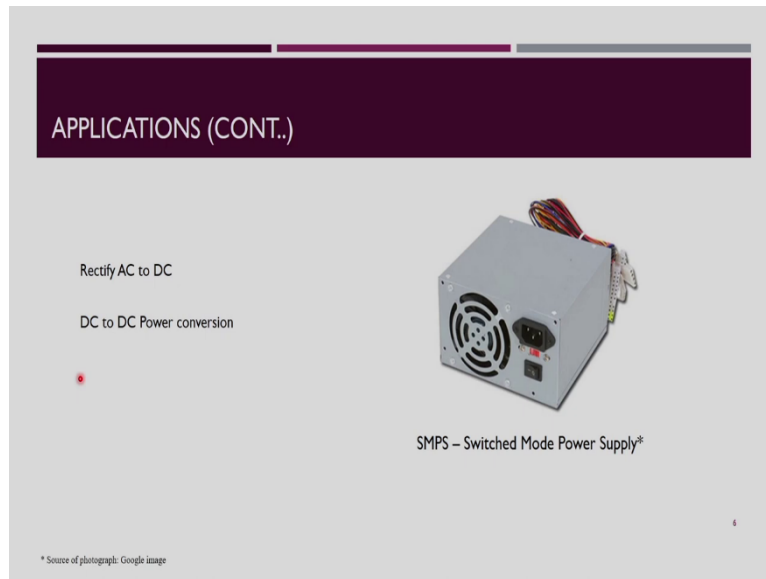 APPLICATIONS (CONT..)
Rectify AC to DC
DC to DC Power conversion
SMPS – Switched Mode Power Supply*
6
* Source of photograph: Google image